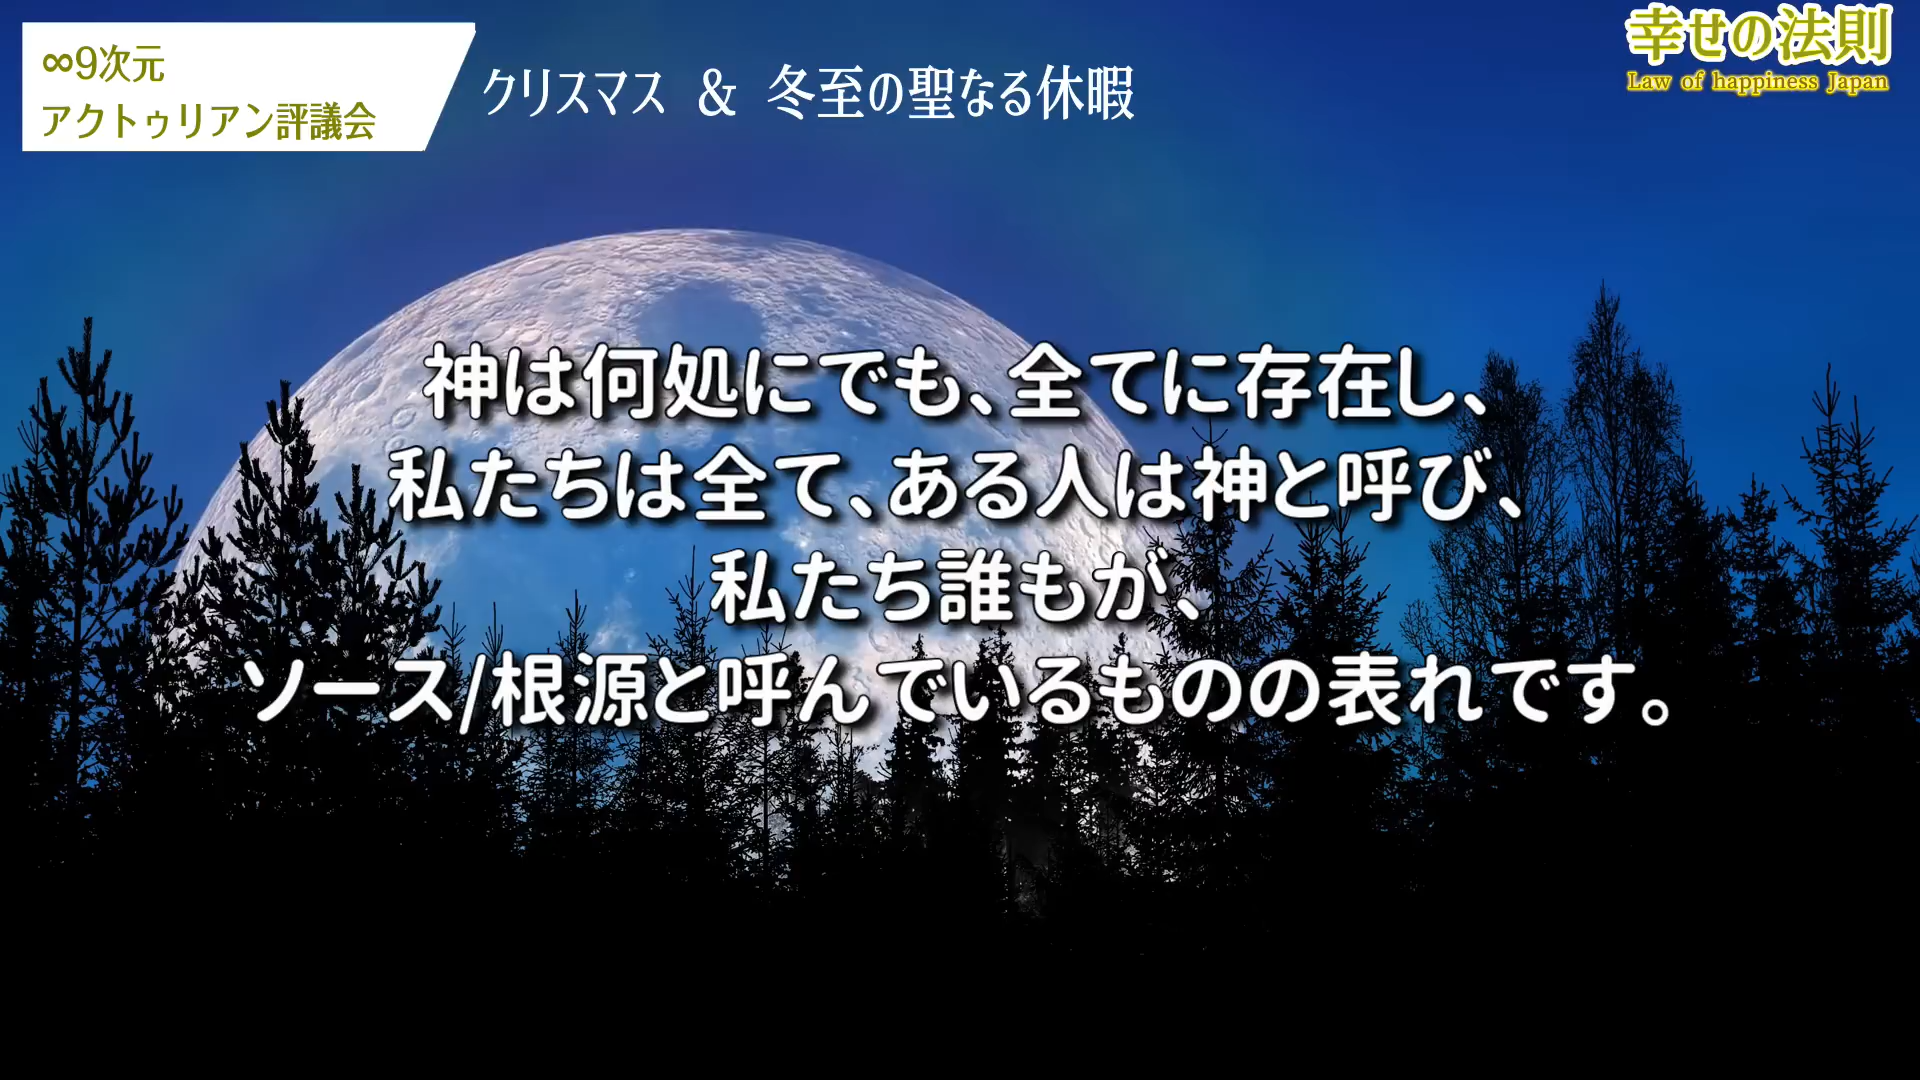 ∞9次元
アクトゥリアン評議会
クリスマス & 冬至の聖なる休暇
幸せの法則
Law of happiness Japan
神は何処にでも、全てに存在し、
私たちは全て、ある人は神と呼び、
私たち誰もが、
ソース/根源と呼んでいるものの表れです。